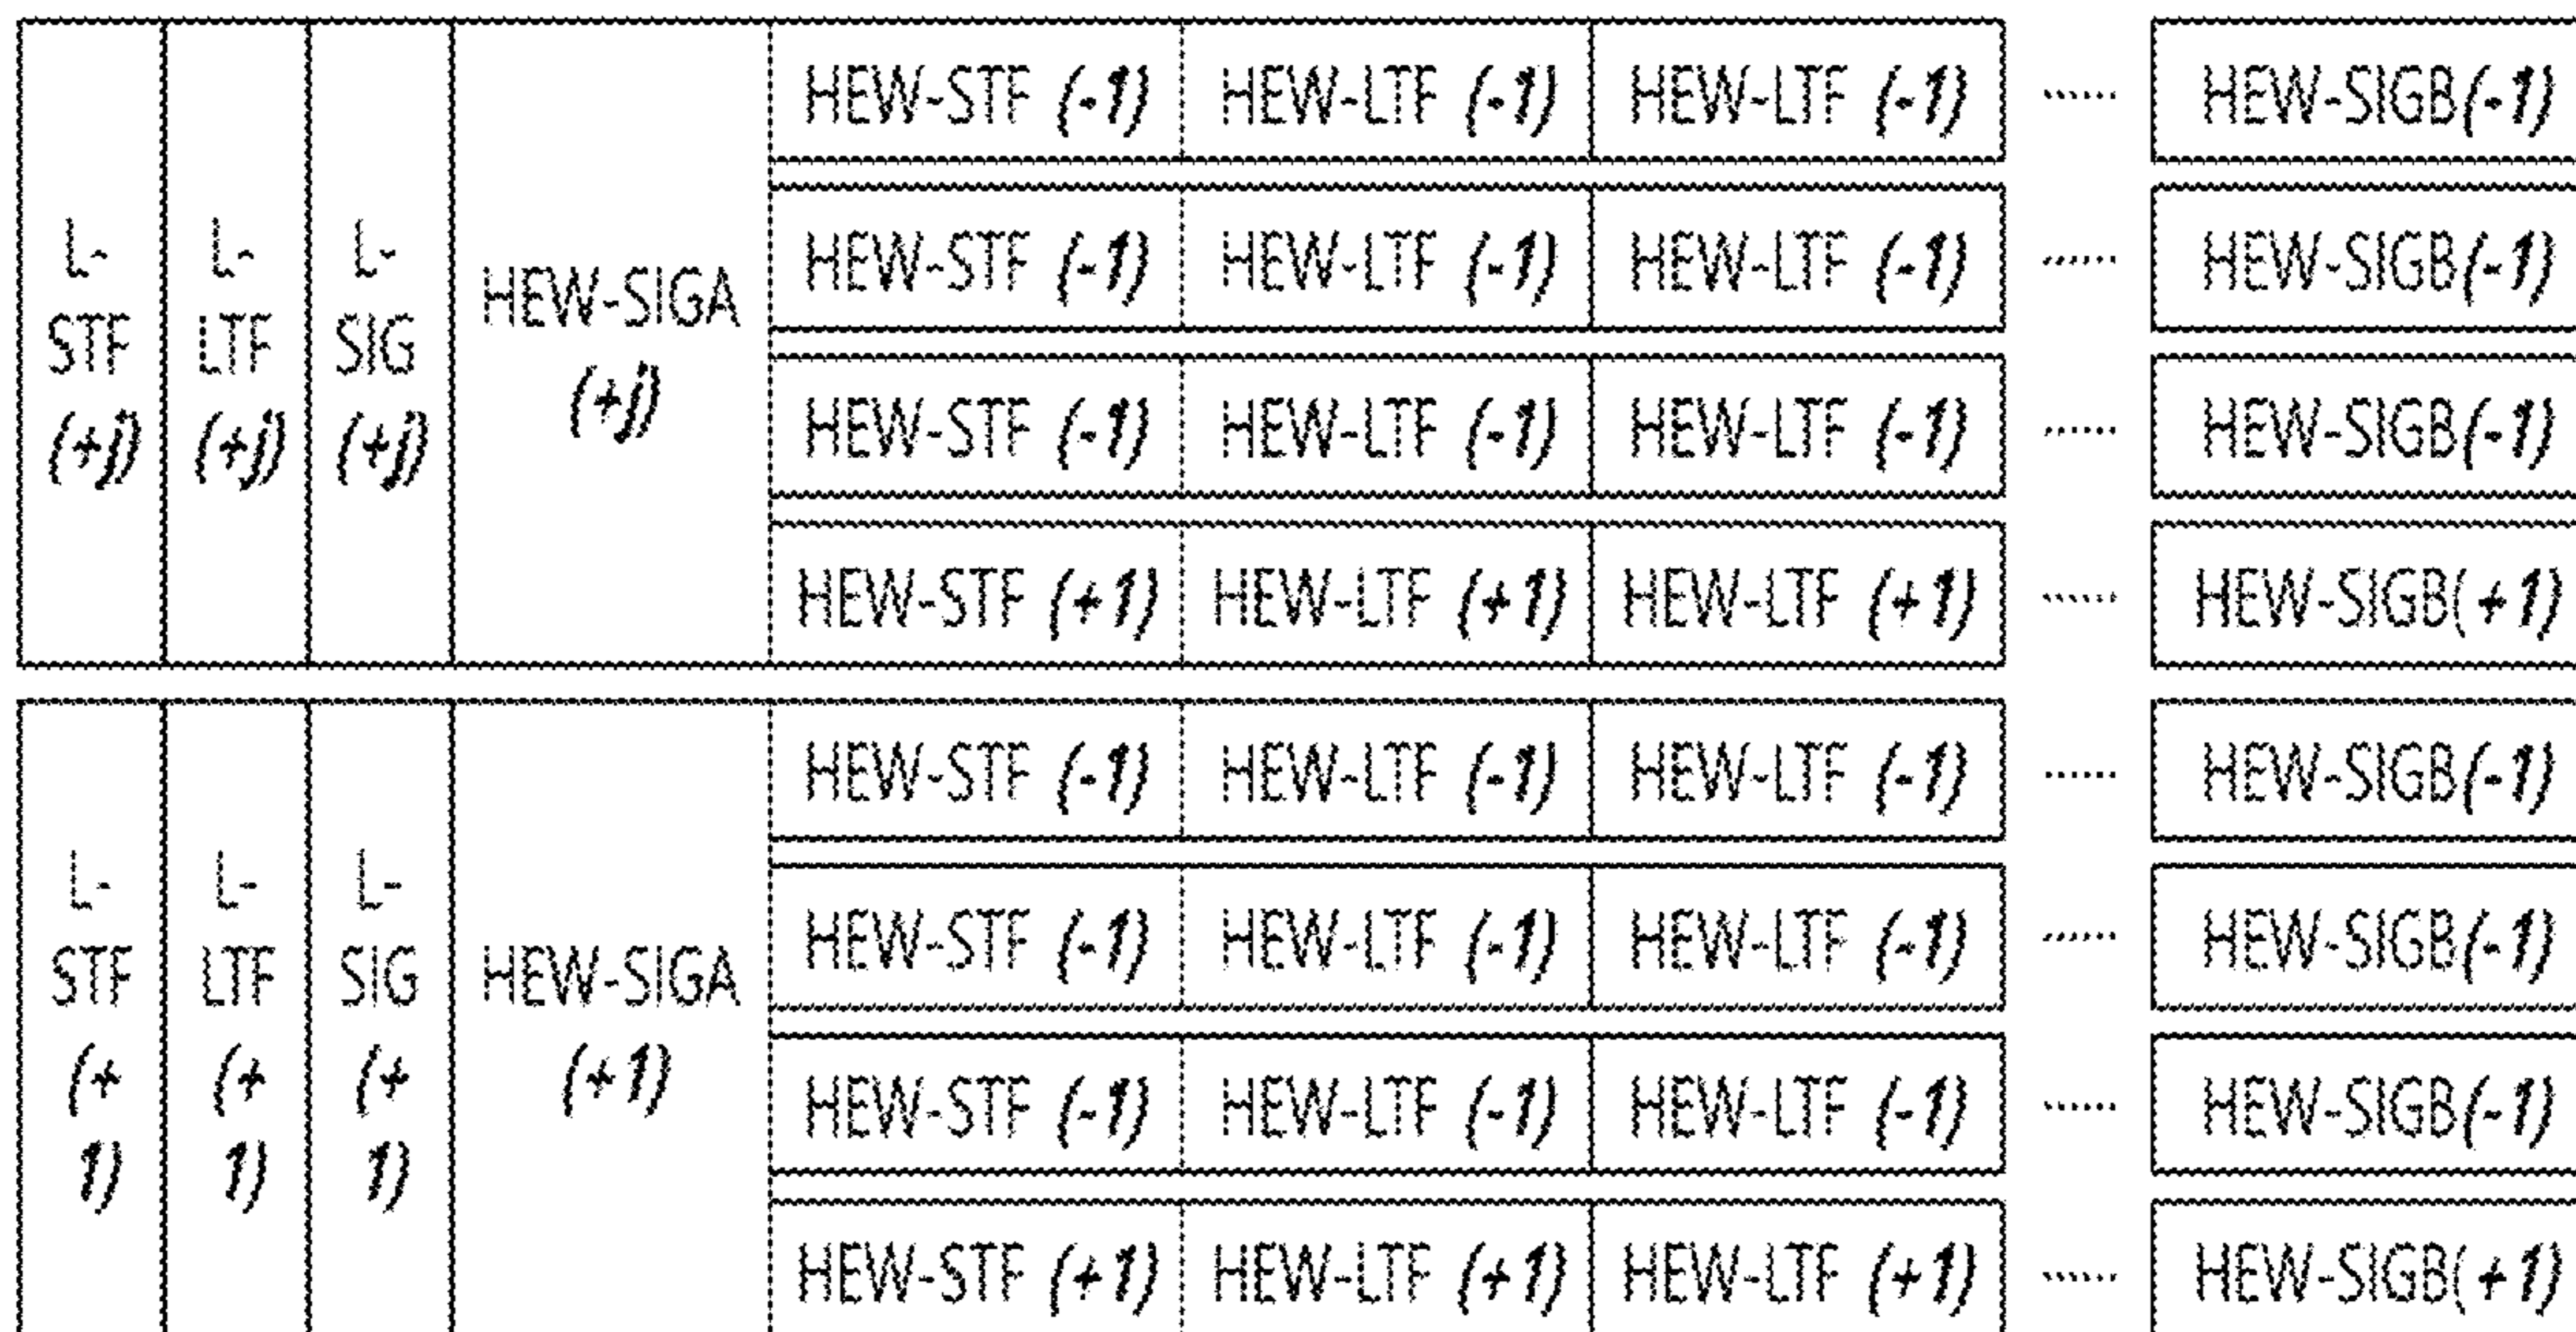 L-
STF
(+j)
L-
LTF
(+j)
L-
SIG
(+j)
HEW-SIGA
(+j)
HEW-STF (-1) HEW-LTF (-1) HEW-LTF (-1) ...... HEW-SIGB(-1)
HEW-STF (-1) HEW-LTF (-1) HEW-LTF (-1) ...... HEW-SIGB(-1)
HEW-STF (-1) HEW-LTF (-1) HEW-LTF (-1) ...... HEW-SIGB(-1)
HEW-STF (+1) HEW-LTF (+1) HEW-LTF (+1) ...... HEW-SIGB(+1)
L-
STF
(+
1)
L-
LTF
(+
1)
L-
SIG
(+
1)
HEW-SIGA
(+1)
HEW-STF (-1) HEW-LTF (-1) HEW-LTF (-1) ...... HEW-SIGB(-1)
HEW-STF (-1) HEW-LTF (-1) HEW-LTF (-1) ...... HEW-SIGB(-1)
HEW-STF (-1) HEW-LTF (-1) HEW-LTF (-1) ...... HEW-SIGB(-1)
HEW-STF (+1) HEW-LTF (+1) HEW-LTF (+1) ...... HEW-SIGB(+1)